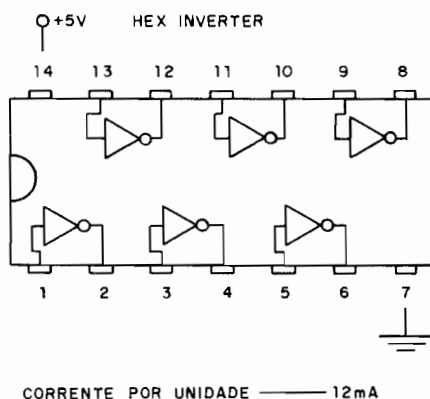 +5V HEX INVERTER
14 13 12 11 10 9 8
1 2 3 4 5 6 7
CORRENTE POR UNIDADE 12mA